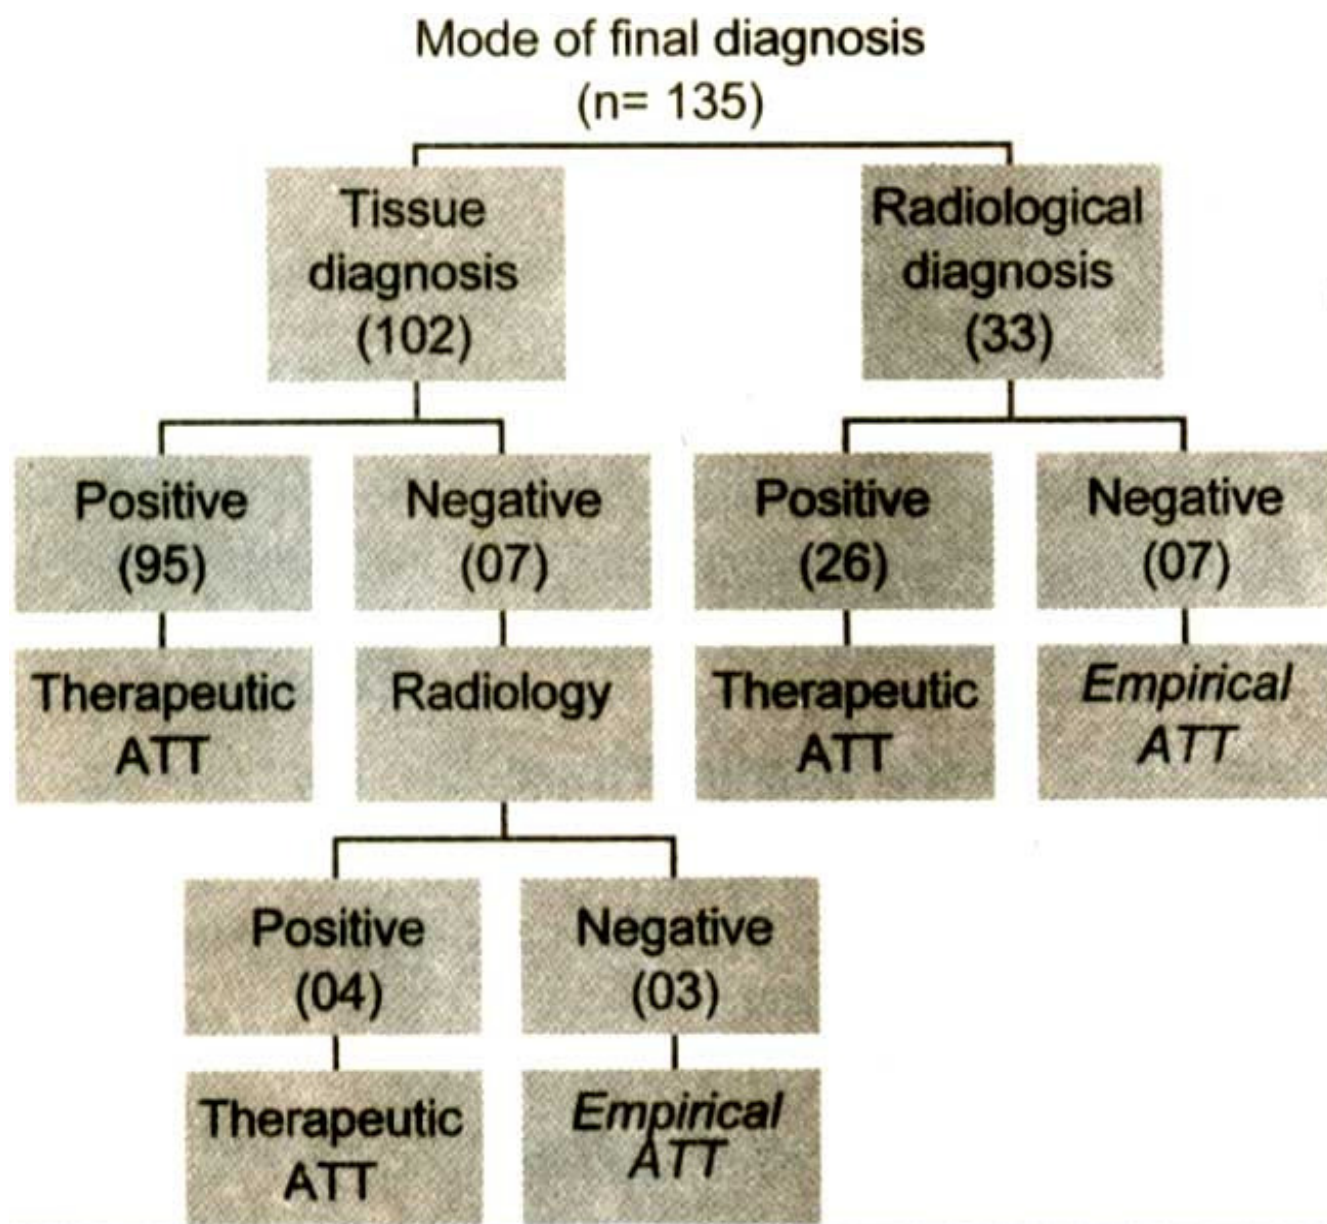 Mode of final diagnosis
(n= 135)
Tissue
diagnosis
(102)
Radiological
diagnosis
(33)
Positive
(95)
Negative
(07)
Positive
(26)
Negative
(07)
Therapeutic
ATT
Radiology
Therapeutic
ATT
Empirical
ATT
Positive
(04)
Negative
(03)
Therapeutic
ATT
Empirical
ATT